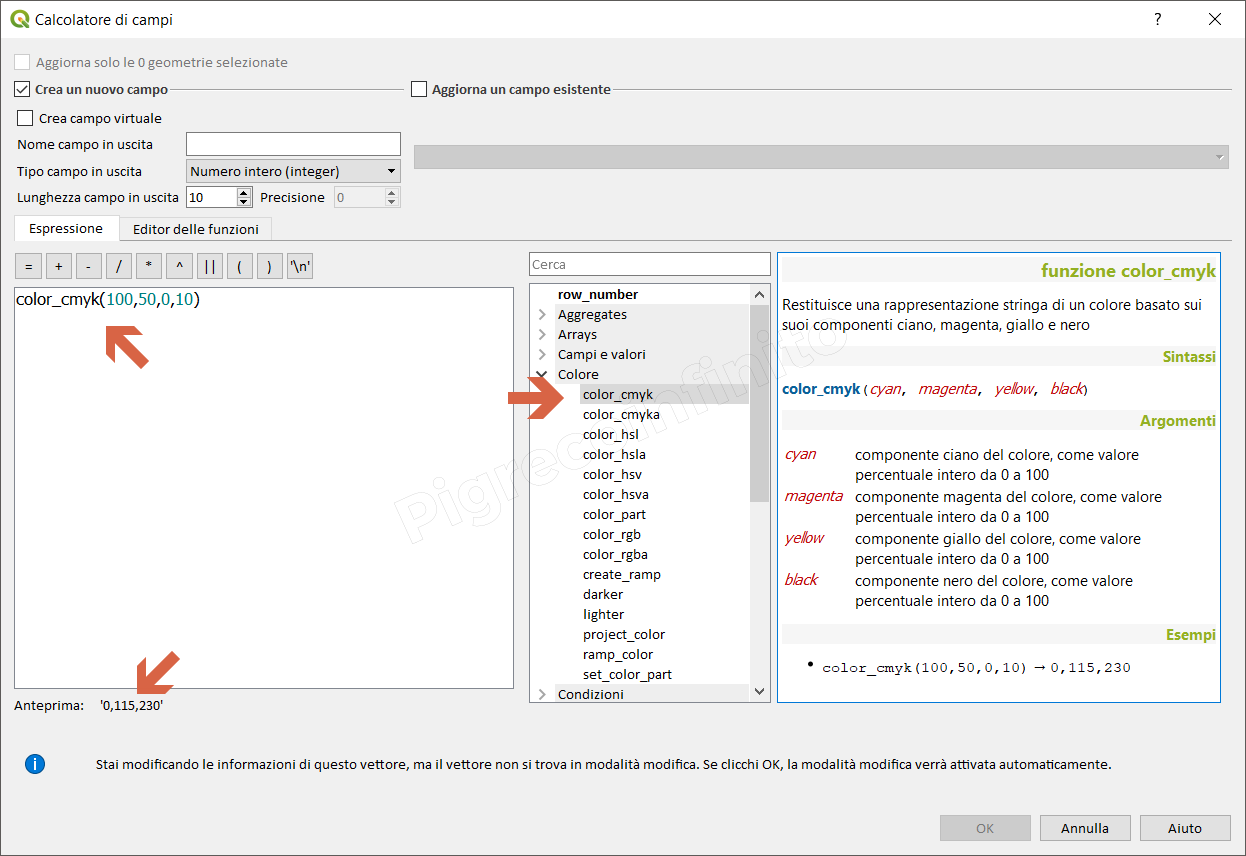 Calcolatore di campi
?
Aggiorna solo le 0 geometrie selezionate
Crea un nuovo campo
Aggiorna un campo esistente
Crea campo virtuale
Nome campo in uscita
Tipo campo in uscita
Numero intero (integer)
Lunghezza campo in uscita
10
Precisione
0
Espressione
Editor delle funzioni
= + - / * ^ || ( ) '\n'
color_cmyk(100,50,0,10)
Anteprima: '0,115,230'
Cerca
row_number
Aggregates
Arrays
Campi e valori
Colore
color_cmyk
color_cmyka
color_hsl
color_hsla
color_hsv
color_hsva
color_part
color_rgb
color_rgba
create_ramp
darker
lighter
project_color
ramp_color
set_color_part
Condizioni
funzione color_cmyk
Restituisce una rappresentazione stringa di un colore basato sui
suoi componenti ciano, magenta, giallo e nero
Sintassi
color_cmyk(cyan, magenta, yellow, black)
Argomenti
cyan componente ciano del colore, come valore
percentuale intero da 0 a 100
magenta componente magenta del colore, come valore
percentuale intero da 0 a 100
yellow componente giallo del colore, come valore
percentuale intero da 0 a 100
black componente nero del colore, come valore
percentuale intero da 0 a 100
Esempi
• color_cmyk(100,50,0,10) → 0,115,230
Pigrecoinfinito
Stai modificando le informazioni di questo vettore, ma il vettore non si trova in modalità modifica. Se clicchi OK, la modalità modifica verrà attivata automaticamente.
OK
Annulla
Aiuto